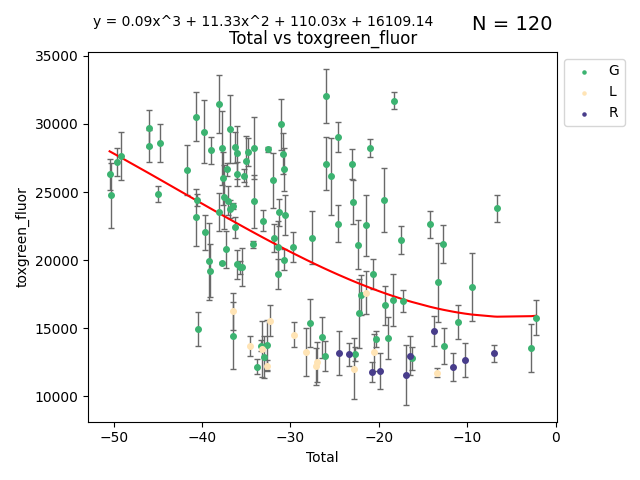 y = 0.09x^3 + 11.33x^2 + 110.03x + 16109.14
N = 120
Total vs toxgreen_fluor
35000
30000
25000
20000
15000
10000
toxgreen_fluor
−50
−40
−30
−20
−10
0
Total
G
L
R